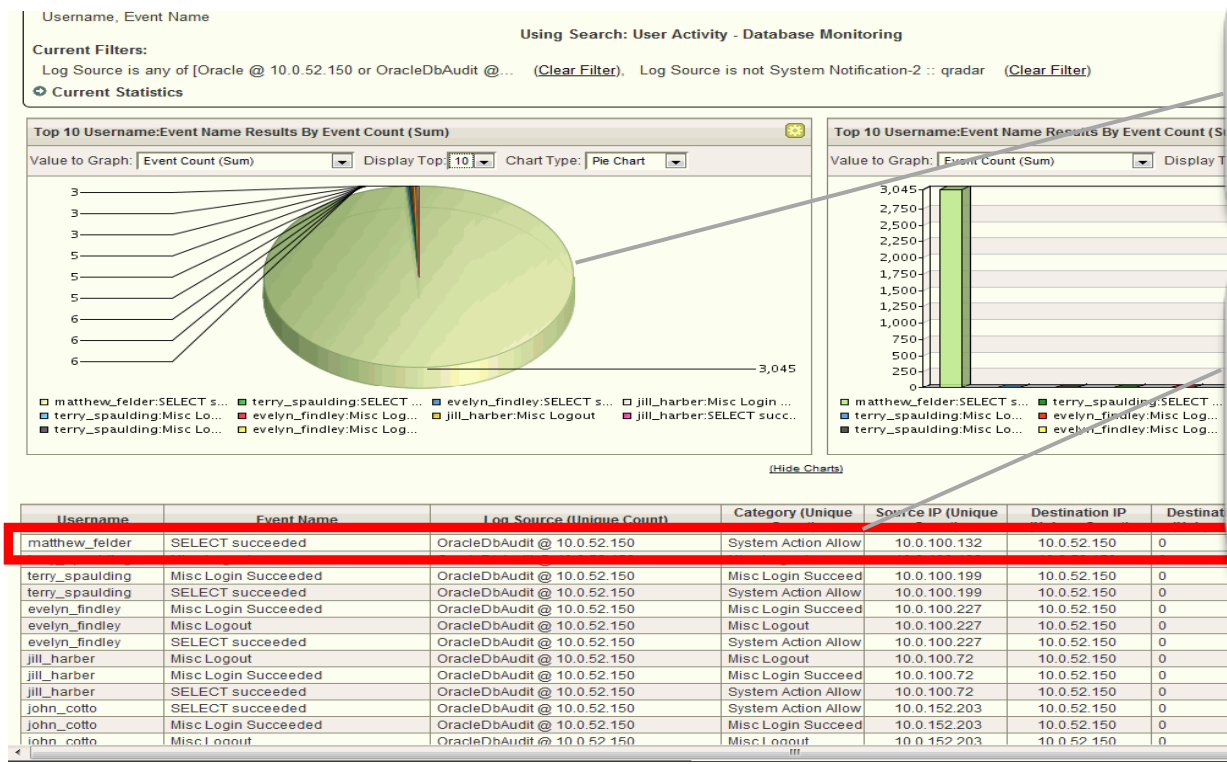 Username, Event Name
Using Search: User Activity - Database Monitoring
Current Filters:
Log Source is any of [Oracle @ 10.0.52.150 or OracleDbAudit @... (Clear Filter), Log Source is not System Notification-2 :: qradar (Clear Filter)
Current Statistics
Top 10 Username:Event Name Results By Event Count (Sum)
Value to Graph: Event Count (Sum) Display Top: 10 Chart Type: Pie Chart
3
3
3
5
5
5
6
6
6
3,045
matthew_felder:SELECT s... terry_spaulding:SELECT ... evelyn_findley:SELECT s... jill_harber:Misc Login ...
terry_spaulding:Misc Lo... evelyn_findley:Misc Log... jill_harber:Misc Logout jill_harber:SELECT succ...
terry_spaulding:Misc Lo... evelyn_findley:Misc Log...
Top 10 Username:Event Name Results By Event Count (S
Value to Graph: Event Count (Sum) Display T
3,045
2,750
2,500
2,250
2,000
1,750
1,500
1,250
1,000
750
500
250
0
matthew_felder:SELECT s... terry_spaulding:SELECT ...
terry_spaulding:Misc Lo... evelyn_findley:Misc Log...
terry_spaulding:Misc Lo... evelyn_findley:Misc Log...
(Hide Charts)
Username Event Name Log Source (Unique Count) Category (Unique Source IP (Unique Destination IP Destinat
matthew_felder SELECT succeeded OracleDbAudit @ 10.0.52.150 System Action Allow 10.0.100.132 10.0.52.150 0
terry_spaulding Misc Login Succeeded OracleDbAudit @ 10.0.52.150 Misc Login Succeed 10.0.100.199 10.0.52.150 0
terry_spaulding SELECT succeeded OracleDbAudit @ 10.0.52.150 System Action Allow 10.0.100.199 10.0.52.150 0
evelyn_findley Misc Login Succeeded OracleDbAudit @ 10.0.52.150 Misc Login Succeed 10.0.100.227 10.0.52.150 0
evelyn_findley Misc Logout OracleDbAudit @ 10.0.52.150 Misc Logout 10.0.100.227 10.0.52.150 0
evelyn_findley SELECT succeeded OracleDbAudit @ 10.0.52.150 System Action Allow 10.0.100.227 10.0.52.150 0
jill_harber Misc Logout OracleDbAudit @ 10.0.52.150 Misc Logout 10.0.100.72 10.0.52.150 0
jill_harber Misc Login Succeeded OracleDbAudit @ 10.0.52.150 Misc Login Succeed 10.0.100.72 10.0.52.150 0
jill_harber SELECT succeeded OracleDbAudit @ 10.0.52.150 System Action Allow 10.0.100.72 10.0.52.150 0
john_cotto SELECT succeeded OracleDbAudit @ 10.0.52.150 System Action Allow 10.0.152.203 10.0.52.150 0
john_cotto Misc Login Succeeded OracleDbAudit @ 10.0.52.150 Misc Login Succeed 10.0.152.203 10.0.52.150 0
john_cotto Misc Logout OracleDbAudit @ 10.0.52.150 Misc Logout 10.0.152.203 10.0.52.150 0